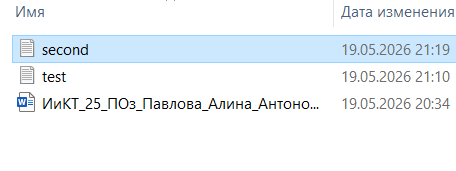 Имя Дата изменения
second 19.05.2026 21:19
test 19.05.2026 21:10
ИиКТ_25_ПОз_Павлова_Алина_Антоно... 19.05.2026 20:34